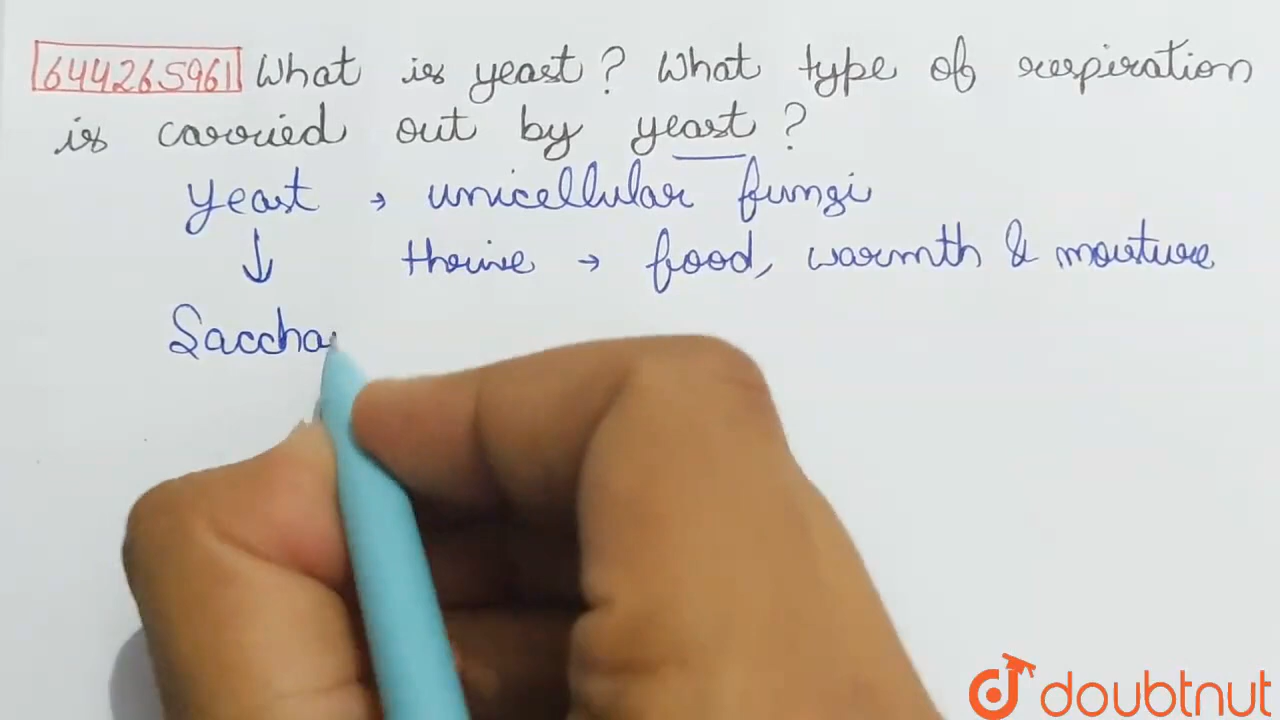 644265961 What is yeast? What type of respiration
is carried out by yeast?
yeast → unicellular fungi
↓ thrive → food, warmth & moisture
Saccha
doubtnut